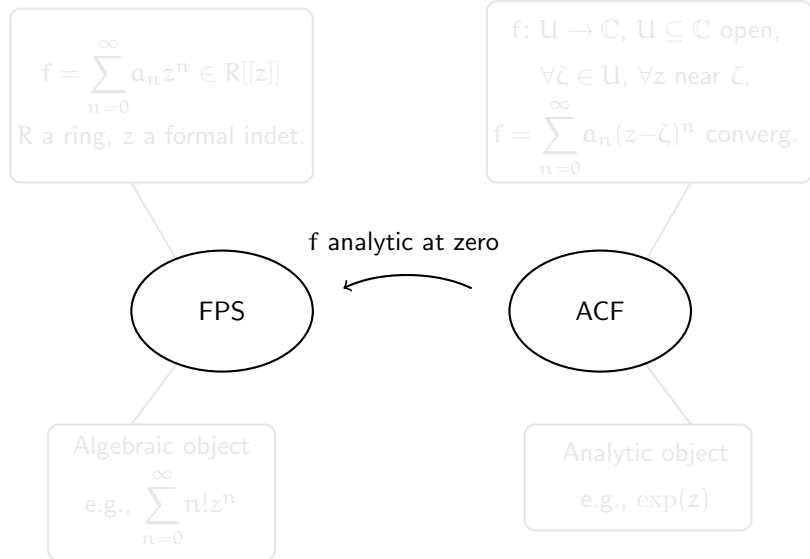 f = ∑_{n=0}^{∞} a_n z^n ∈ R[[z]]
R a ring, z a formal indet.
f: U → ℂ, U ⊆ ℂ open,
∀ζ ∈ U, ∀z near ζ,
f = ∑_{n=0}^{∞} a_n(z−ζ)^n converg.
f analytic at zero
FPS
ACF
Algebraic object
e.g., ∑_{n=0}^{∞} n!z^n
Analytic object
e.g., exp(z)